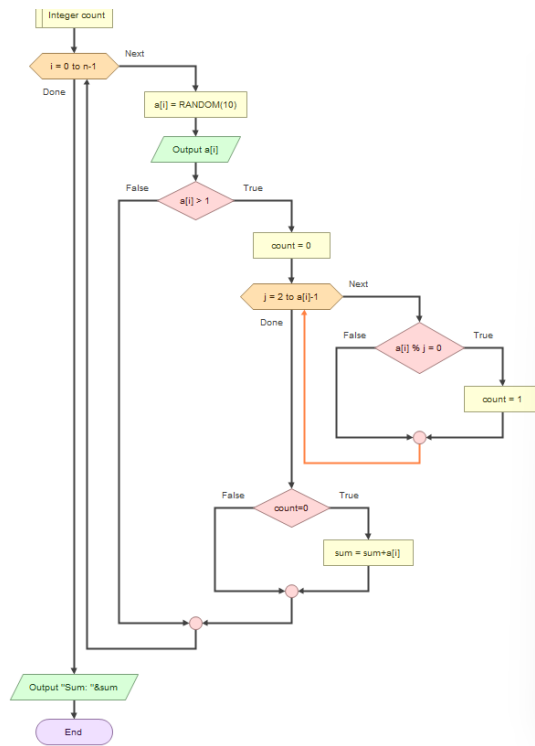 Integer count
i = 0 to n-1
Next
Done
a[i] = RANDOM(10)
Output a[i]
False
True
a[i] > 1
count = 0
j = 2 to a[i]-1
Next
Done
False
True
a[i] % j = 0
count = 1
False
True
count=0
sum = sum+a[i]
Output "Sum: "&sum
End